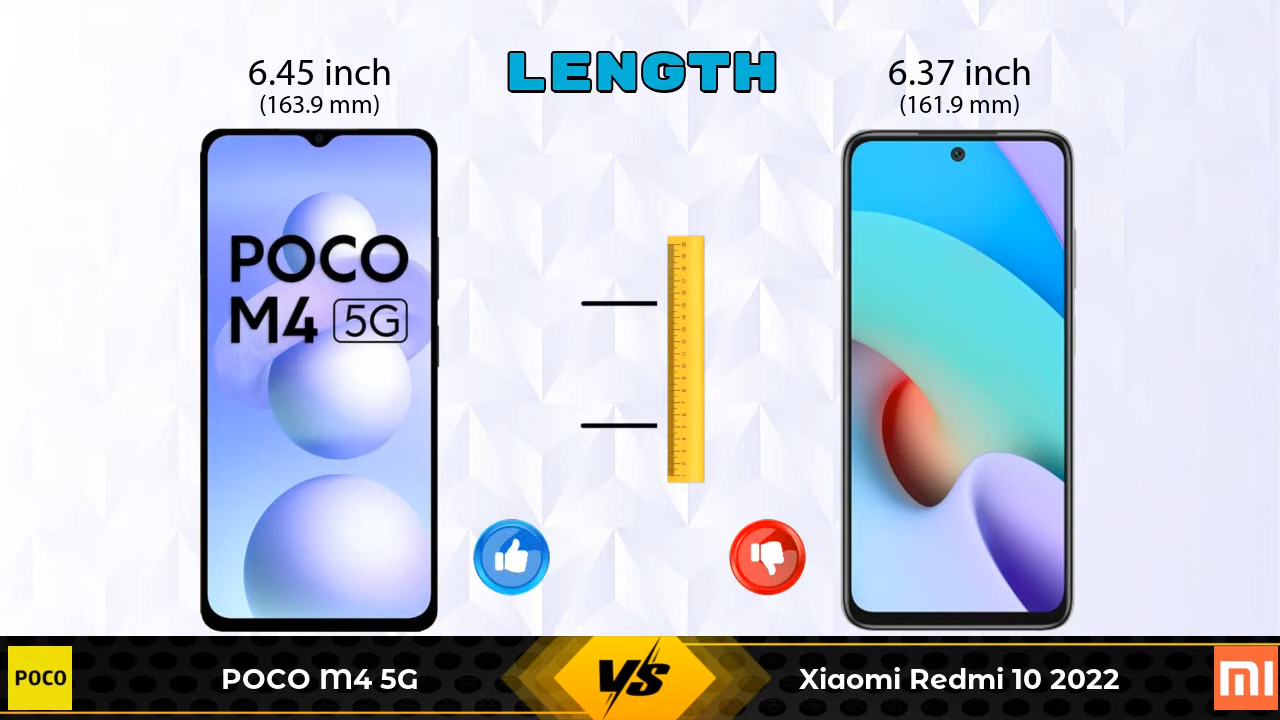 LENGTH
6.45 inch
(163.9 mm)
6.37 inch
(161.9 mm)
POCO
M4 5G
POCO
POCO M4 5G
VS
Xiaomi Redmi 10 2022
MI